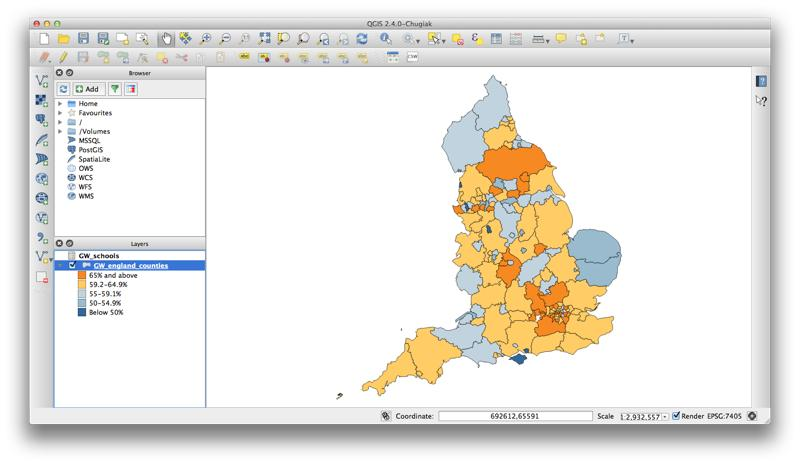 QGIS 2.4.0-Chugiak
Browser
Add
Home
Favourites
/
/Volumes
MSSQL
PostGIS
SpatiaLite
OWS
WCS
WFS
WMS
Layers
GW_schools
GW_england_counties
65% and above
59.2-64.9%
55-59.1%
50-54.9%
Below 50%
Coordinate: 692612,65591 Scale 1:2,932,557 Render EPSG:7405